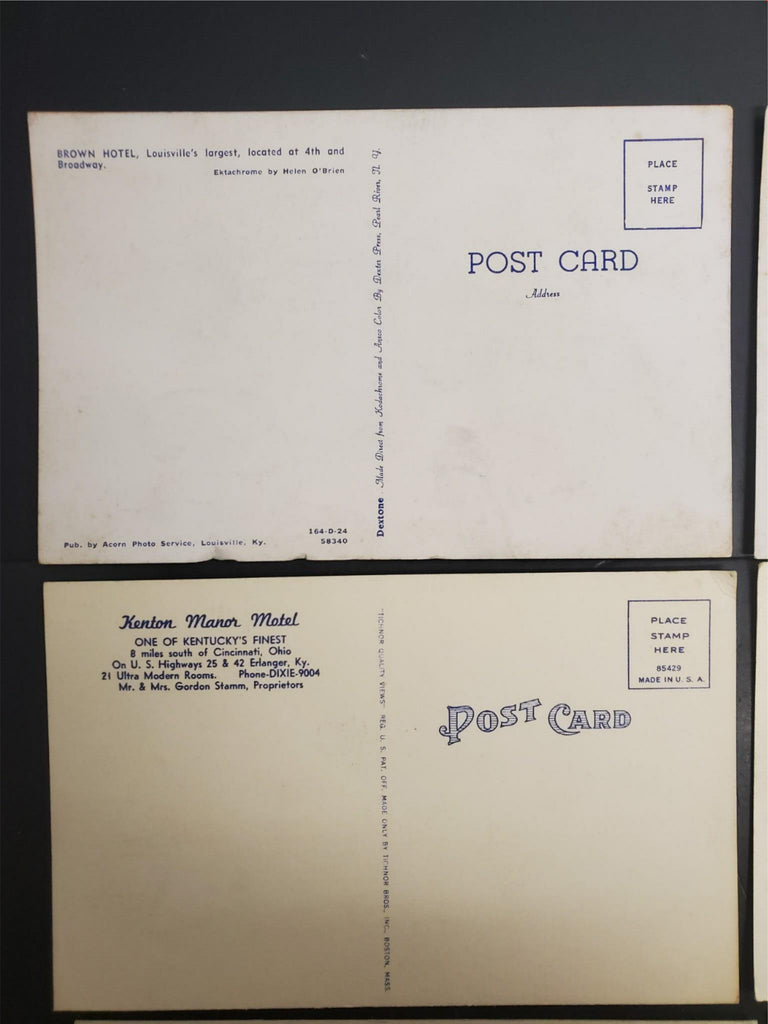 BROWN HOTEL, Louisville's largest, located at 4th and
Broadway.
Ektachrome by Helen O'Brien
Pub. by Acorn Photo Service, Louisville, Ky.
164-D-24
58340
Dextone - Made Direct from Kodachrome and Ansco Color By Dexter Press, Pearl River, N. Y.
PLACE
STAMP
HERE
POST CARD
Address
Kenton Manor Motel
ONE OF KENTUCKY'S FINEST
8 miles south of Cincinnati, Ohio
On U. S. Highways 25 & 42 Erlanger, Ky.
21 Ultra Modern Rooms. Phone-DIXIE-9004
Mr. & Mrs. Gordon Stamm, Proprietors
"TICHNOR QUALITY VIEWS" REG. U. S. PAT. OFF. MADE ONLY BY TICHNOR BROS., INC., BOSTON, MASS.
PLACE
STAMP
HERE
85429
MADE IN U. S. A.
POST CARD